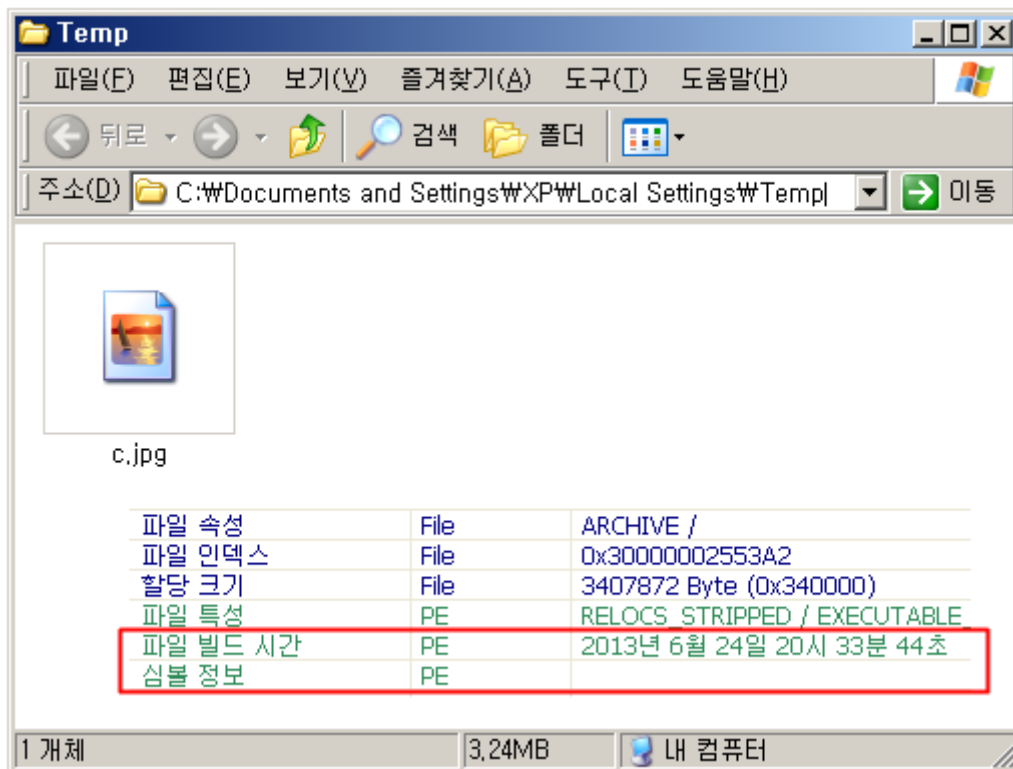 Temp
파일(F) 편집(E) 보기(V) 즐겨찾기(A) 도구(T) 도움말(H)
뒤로 검색 폴더
주소(D) C:₩Documents and Settings₩XP₩Local Settings₩Temp 이동
c.jpg
파일 속성 File ARCHIVE /
파일 인덱스 File 0x30000002553A2
할당 크기 File 3407872 Byte (0x340000)
파일 특성 PE RELOCS_STRIPPED / EXECUTABLE_
파일 빌드 시간 PE 2013년 6월 24일 20시 33분 44초
심볼 정보 PE
1 개체 3,24MB 내 컴퓨터